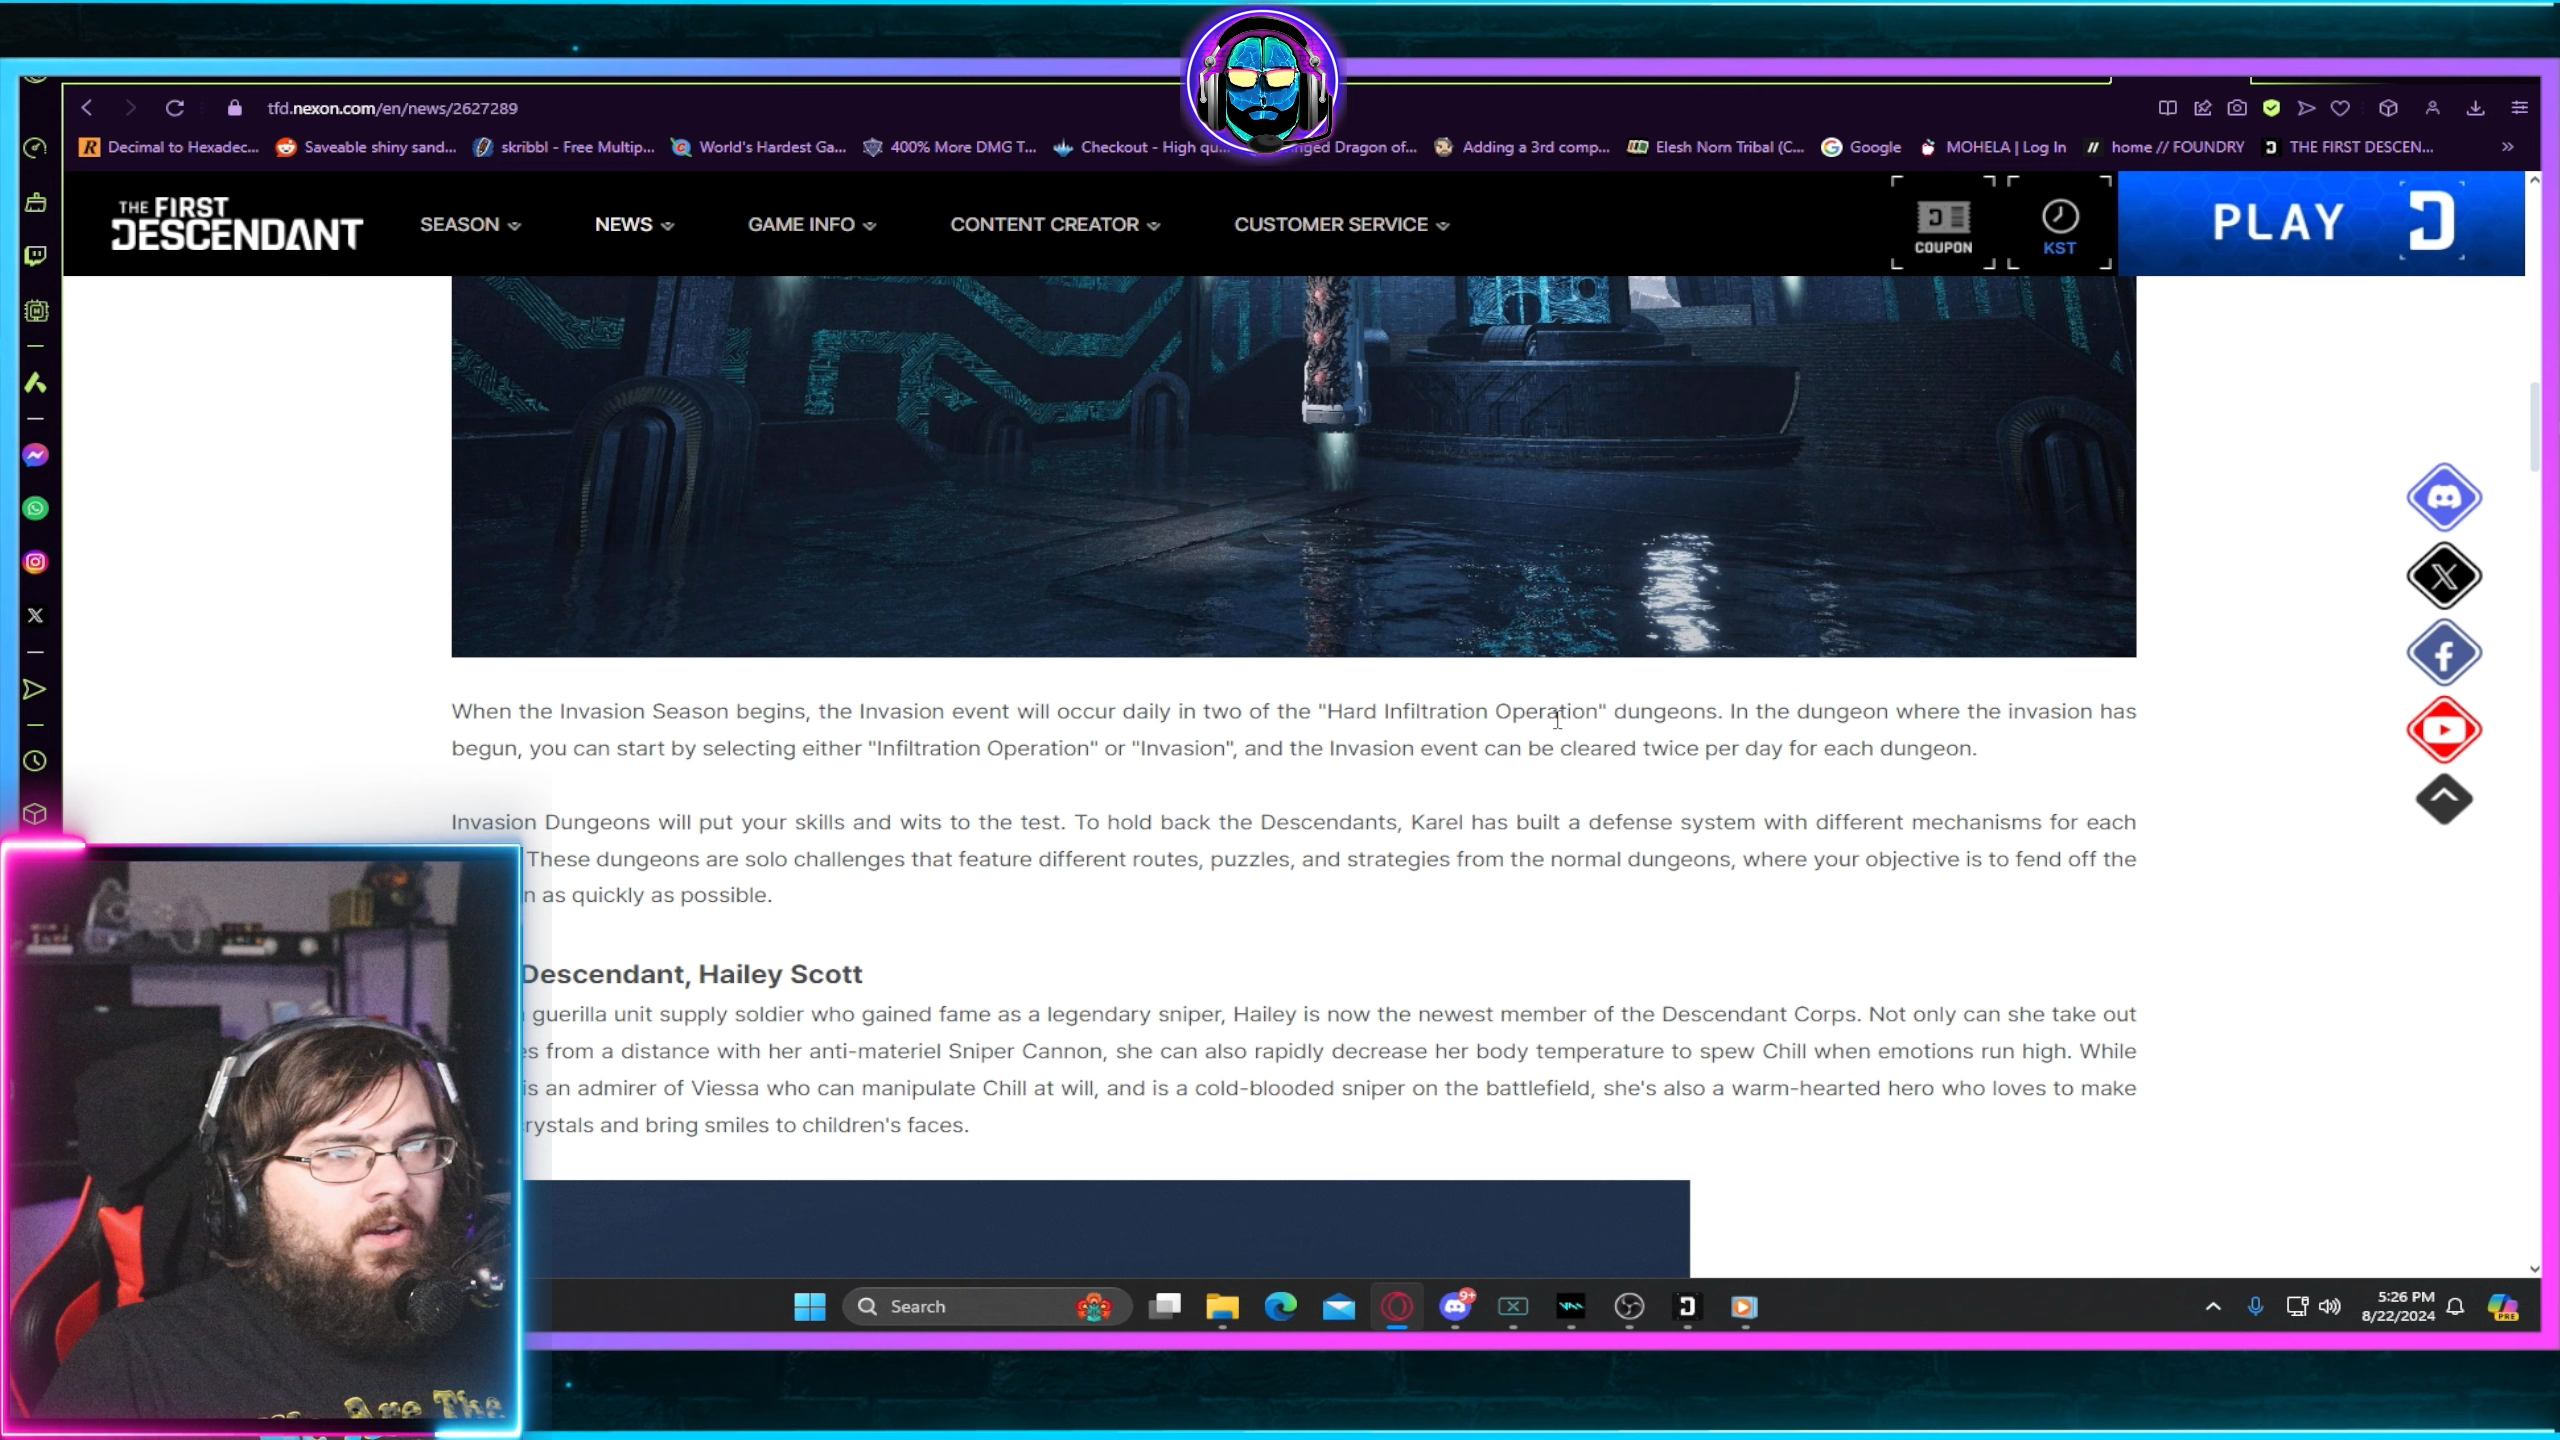 tfd.nexon.com/en/news/2627289
Decimal to Hexadec... Saveable shiny sand... skribbl - Free Multip... World's Hardest Ga... 400% More DMG T... Checkout - High qu... nged Dragon of... Adding a 3rd comp... Elesh Norn Tribal (C... Google MOHELA | Log In home // FOUNDRY THE FIRST DESCEN...
THE FIRST
DESCENDANT
SEASON NEWS GAME INFO CONTENT CREATOR CUSTOMER SERVICE
COUPON KST PLAY
When the Invasion Season begins, the Invasion event will occur daily in two of the "Hard Infiltration Operation" dungeons. In the dungeon where the invasion has
begun, you can start by selecting either "Infiltration Operation" or "Invasion", and the Invasion event can be cleared twice per day for each dungeon.
Invasion Dungeons will put your skills and wits to the test. To hold back the Descendants, Karel has built a defense system with different mechanisms for each
These dungeons are solo challenges that feature different routes, puzzles, and strategies from the normal dungeons, where your objective is to fend off the
n as quickly as possible.
Descendant, Hailey Scott
guerilla unit supply soldier who gained fame as a legendary sniper, Hailey is now the newest member of the Descendant Corps. Not only can she take out
es from a distance with her anti-materiel Sniper Cannon, she can also rapidly decrease her body temperature to spew Chill when emotions run high. While
is an admirer of Viessa who can manipulate Chill at will, and is a cold-blooded sniper on the battlefield, she's also a warm-hearted hero who loves to make
rystals and bring smiles to children's faces.
Are The
Search
9+
5:26 PM
8/22/2024
PRE